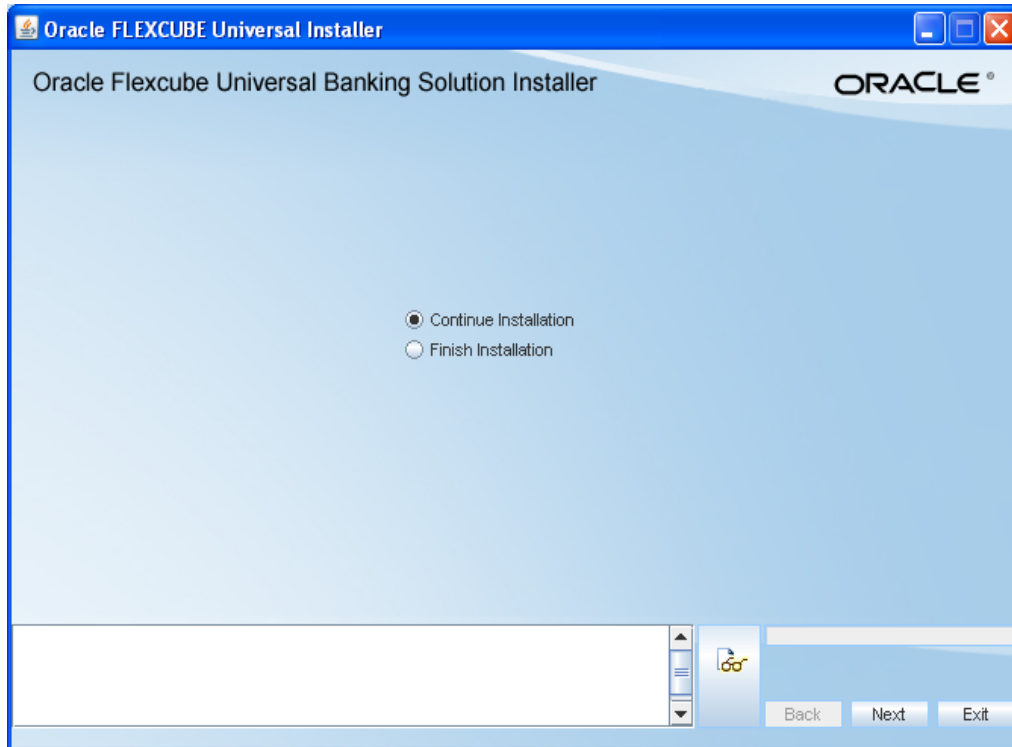 Oracle FLEXCUBE Universal Installer
Oracle Flexcube Universal Banking Solution Installer
ORACLE®
Continue Installation
Finish Installation
Back
Next
Exit